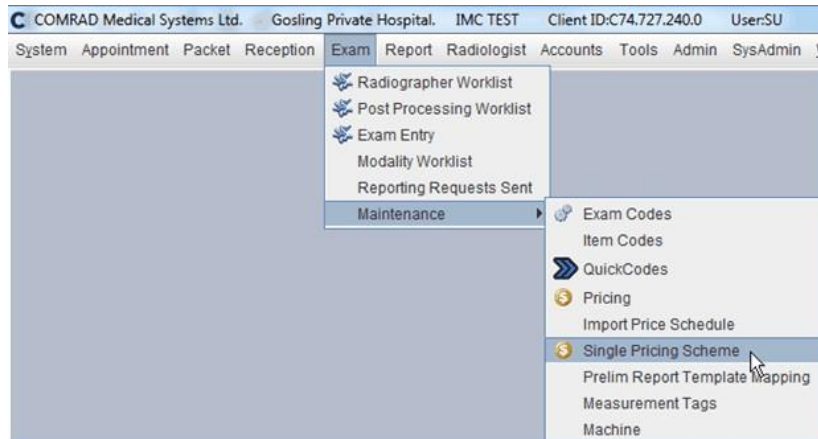 C COMRAD Medical Systems Ltd. Gosling Private Hospital. IMC TEST Client ID:C74.727.240.0 User:SU
System Appointment Packet Reception Exam Report Radiologist Accounts Tools Admin SysAdmin
Radiographer Worklist
Post Processing Worklist
Exam Entry
Modality Worklist
Reporting Requests Sent
Maintenance
Exam Codes
Item Codes
QuickCodes
Pricing
Import Price Schedule
Single Pricing Scheme
Prelim Report Template Mapping
Measurement Tags
Machine